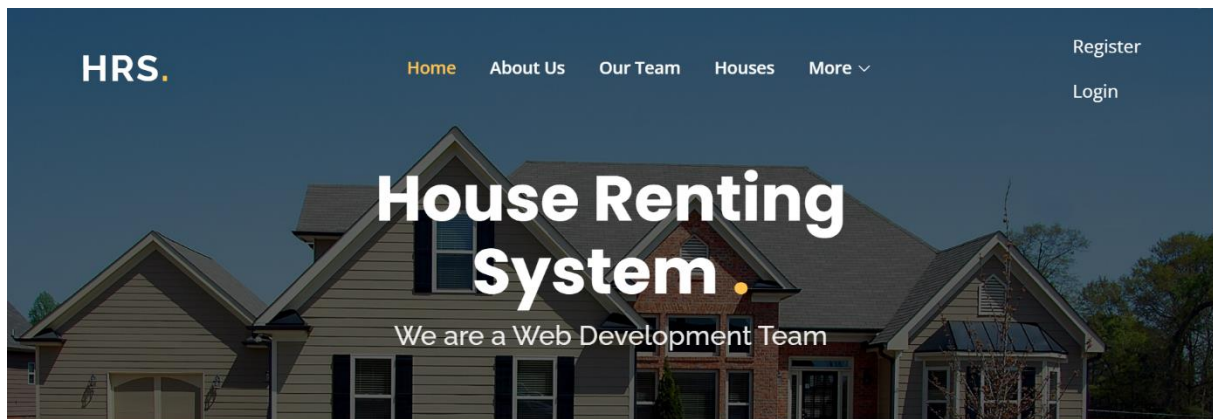 HRS.
Home About Us Our Team Houses More
Register
Login
House Renting
System .
We are a Web Development Team